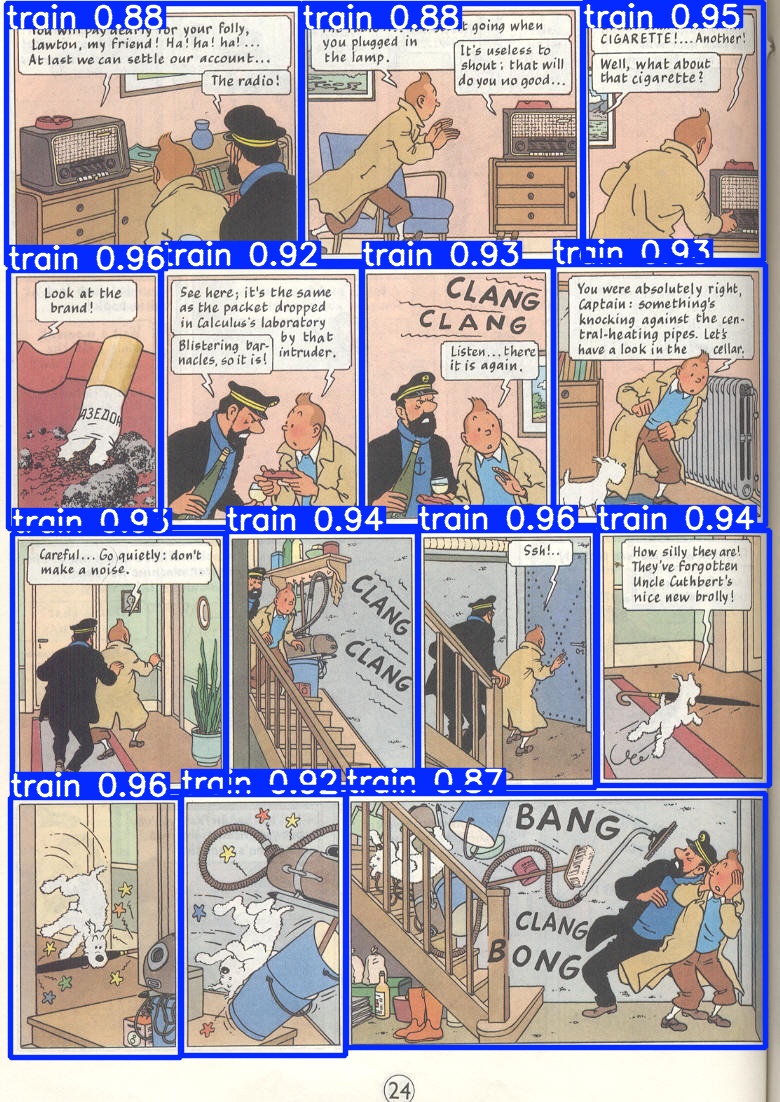 train 0.88
You will pay dearly for your folly,
Lawton, my friend! Ha! ha! ha! ...
At last we can settle our account...
The radio!
train 0.88
going when
you plugged in
the lamp.
It's useless to
shout; that will
do you no good...
train 0.95
CIGARETTE!... Another!
Well, what about
that cigarette?
train 0.96
Look at the
brand!
train 0.92
See here; it's the same
as the packet dropped
in Calculus's laboratory
by that
intruder.
Blistering bar-
nacles, so it is!
train 0.93
CLANG
CLANG
Listen...there
it is again.
train 0.93
You were absolutely right,
Captain: something's
knocking against the cen-
tral-heating pipes. Let's
have a look in the cellar.
train 0.95
Careful... Go quietly: don't
make a noise.
train 0.94
CLANG
CLANG
train 0.96
Ssh!..
train 0.94
How silly they are!
They've forgotten
Uncle Cuthbert's
nice new brolly!
train 0.96
train 0.92
train 0.87
BANG
CLANG
BONG
24